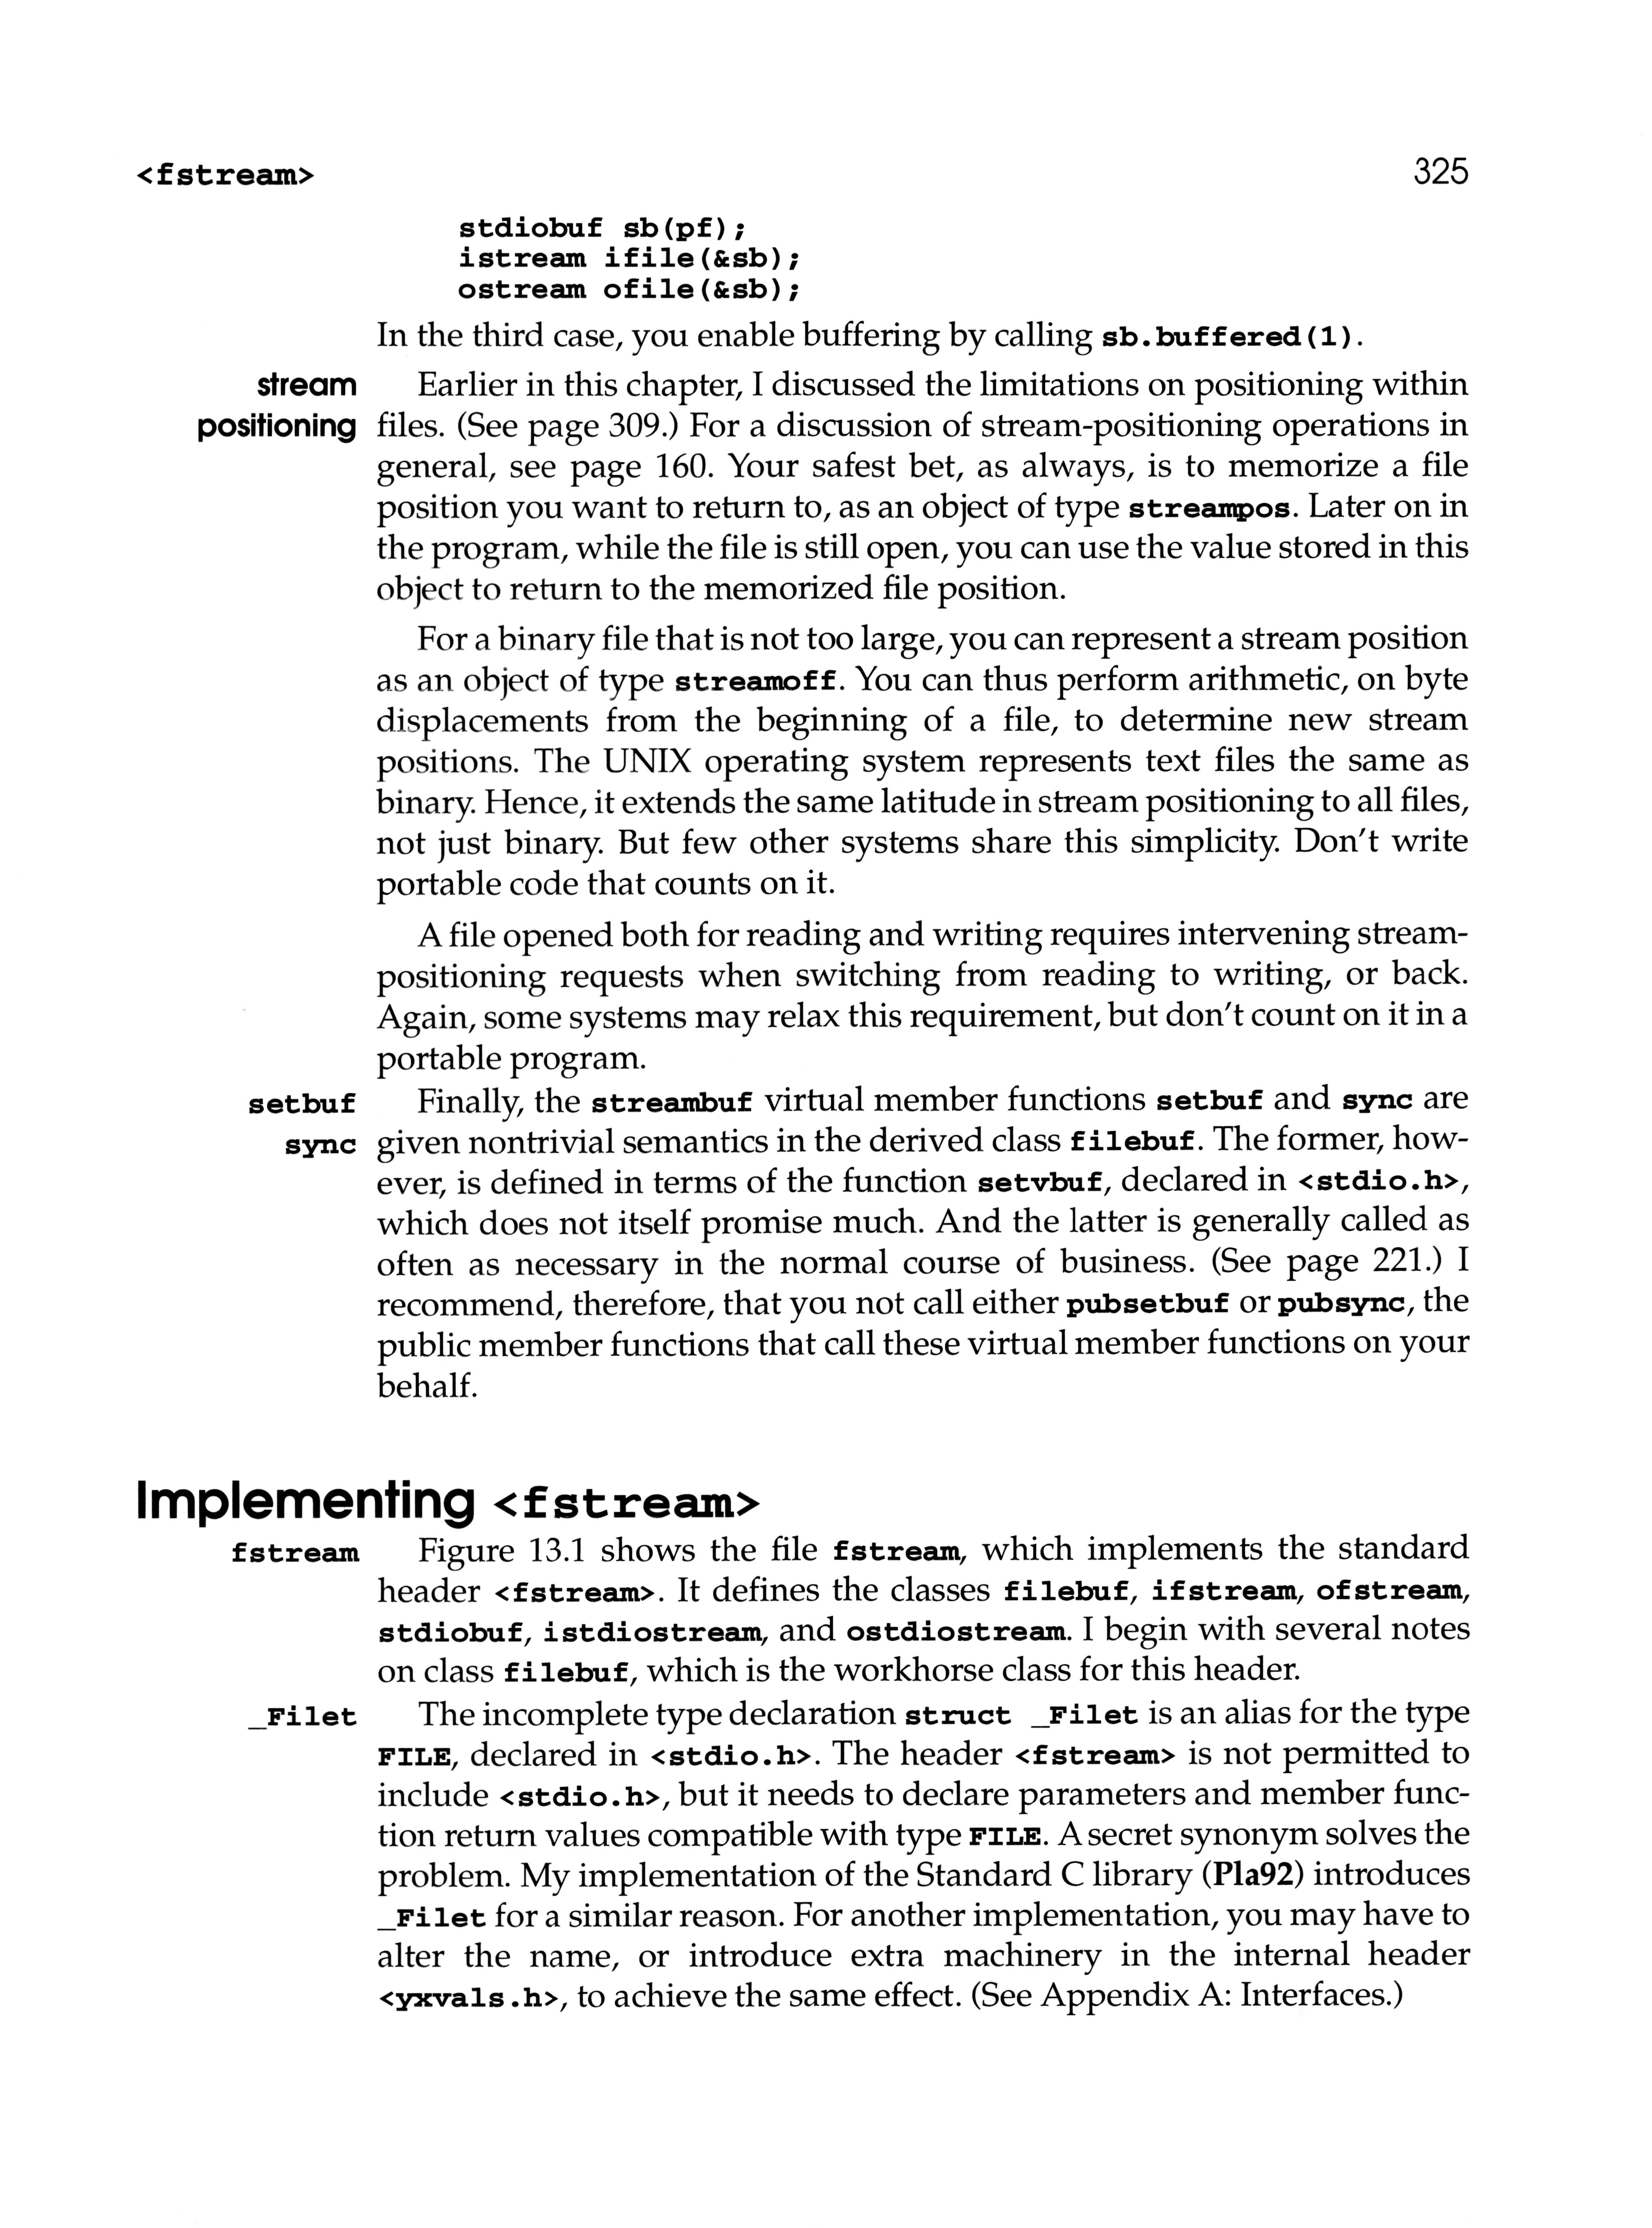 <fstream> 325
stdiobuf sb(pf);
istream ifile(&sb);
ostream ofile(&sb);
In the third case, you enable buffering by calling sb.buffered(1).
stream Earlier in this chapter, I discussed the limitations on positioning within
positioning files. (See page 309.) For a discussion of stream-positioning operations in
general, see page 160. Your safest bet, as always, is to memorize a file
position you want to return to, as an object of type streampos. Later on in
the program, while the file is still open, you can use the value stored in this
object to return to the memorized file position.
For a binary file that is not too large, you can represent a stream position
as an object of type streamoff. You can thus perform arithmetic, on byte
displacements from the beginning of a file, to determine new stream
positions. The UNIX operating system represents text files the same as
binary. Hence, it extends the same latitude in stream positioning to all files,
not just binary. But few other systems share this simplicity. Don't write
portable code that counts on it.
A file opened both for reading and writing requires intervening stream-
positioning requests when switching from reading to writing, or back.
Again, some systems may relax this requirement, but don't count on it in a
portable program.
setbuf Finally, the streambuf virtual member functions setbuf and sync are
sync given nontrivial semantics in the derived class filebuf. The former, how-
ever, is defined in terms of the function setvbuf, declared in <stdio.h>,
which does not itself promise much. And the latter is generally called as
often as necessary in the normal course of business. (See page 221.) I
recommend, therefore, that you not call either pubsetbuf or pubsync, the
public member functions that call these virtual member functions on your
behalf.
Implementing <fstream>
fstream Figure 13.1 shows the file fstream, which implements the standard
header <fstream>. It defines the classes filebuf, ifstream, ofstream,
stdiobuf, istdiostream, and ostdiostream. I begin with several notes
on class filebuf, which is the workhorse class for this header.
_Filet The incomplete type declaration struct _Filet is an alias for the type
FILE, declared in <stdio.h>. The header <fstream> is not permitted to
include <stdio.h>, but it needs to declare parameters and member func-
tion return values compatible with type FILE. A secret synonym solves the
problem. My implementation of the Standard C library (Pla92) introduces
_Filet for a similar reason. For another implementation, you may have to
alter the name, or introduce extra machinery in the internal header
<yxvals.h>, to achieve the same effect. (See Appendix A: Interfaces.)